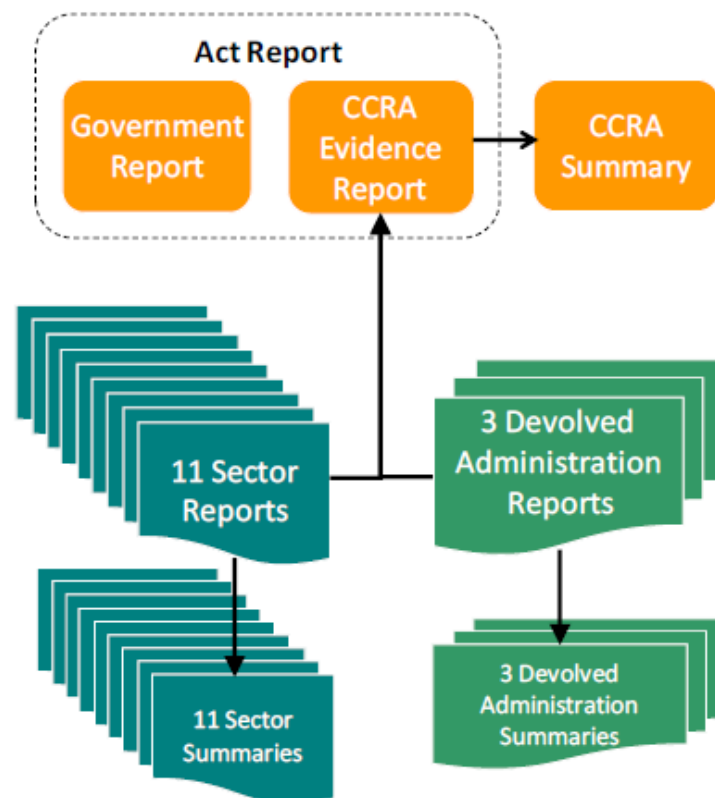 Act Report
Government
Report
CCRA
Evidence
Report
CCRA
Summary
11 Sector
Reports
3 Devolved
Administration
Reports
11 Sector
Summaries
3 Devolved
Administration
Summaries